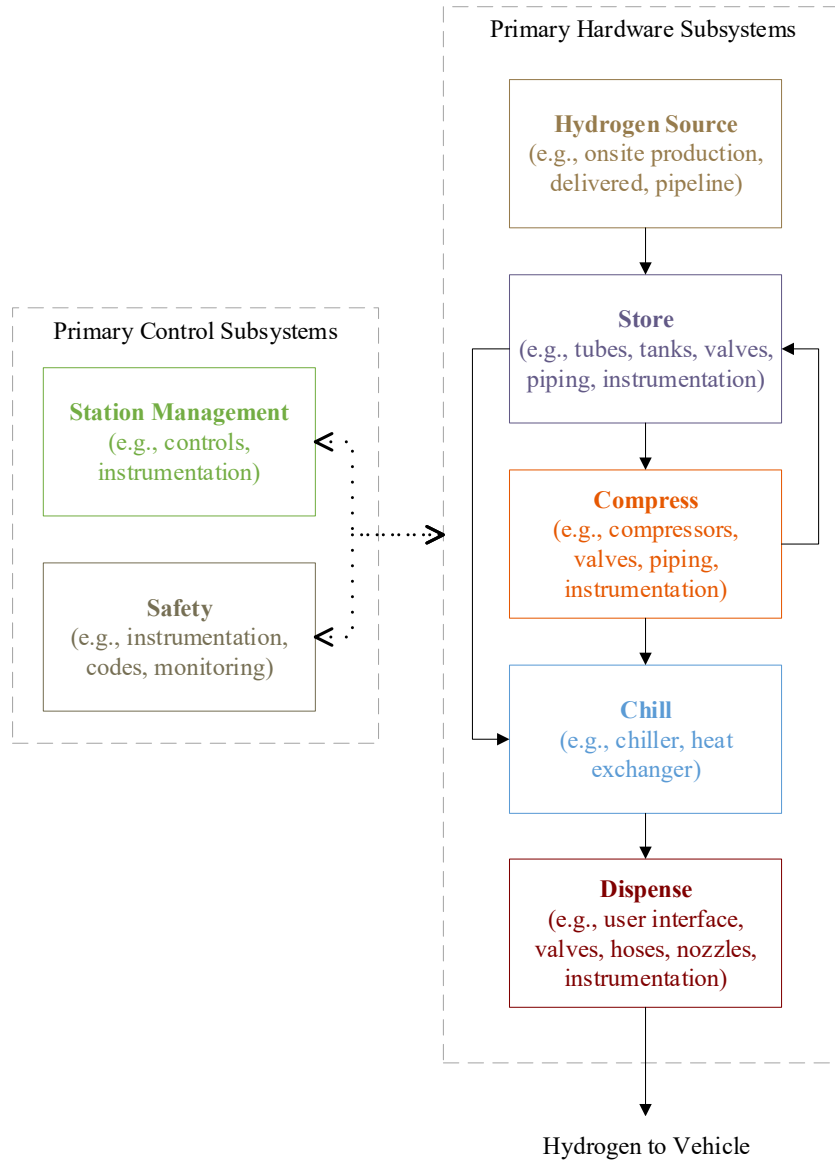 Primary Hardware Subsystems
Hydrogen Source
(e.g., onsite production,
delivered, pipeline)
Store
(e.g., tubes, tanks, valves,
piping, instrumentation)
Primary Control Subsystems
Station Management
(e.g., controls,
instrumentation)
Compress
(e.g., compressors,
valves, piping,
instrumentation)
Safety
(e.g., instrumentation,
codes, monitoring)
Chill
(e.g., chiller, heat
exchanger)
Dispense
(e.g., user interface,
valves, hoses, nozzles,
instrumentation)
Hydrogen to Vehicle